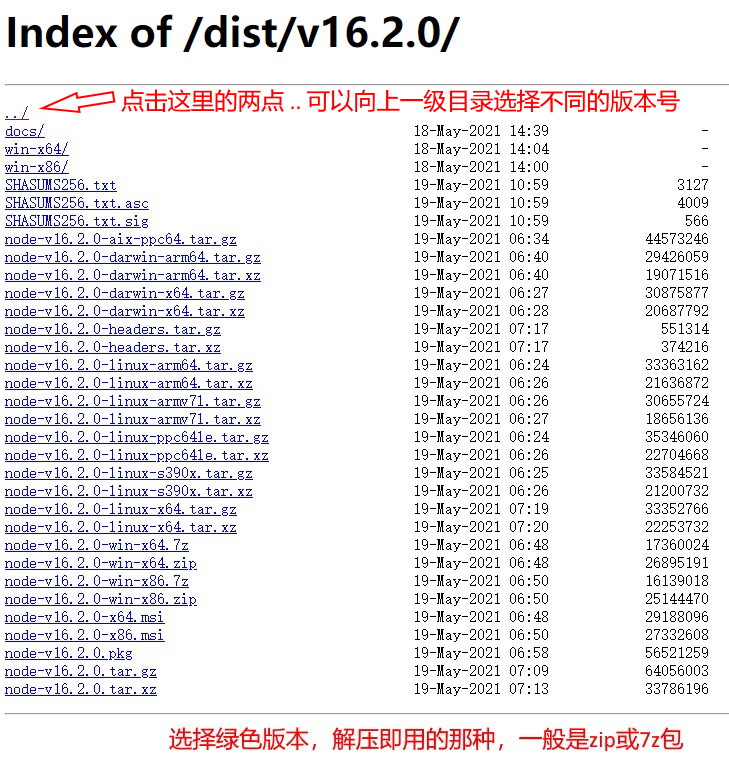 Index of /dist/v16.2.0/
../ 点击这里的两点 .. 可以向上一级目录选择不同的版本号
docs/ 18-May-2021 14:39 -
win-x64/ 18-May-2021 14:04 -
win-x86/ 18-May-2021 14:00 -
SHASUMS256.txt 19-May-2021 10:59 3127
SHASUMS256.txt.asc 19-May-2021 10:59 4009
SHASUMS256.txt.sig 19-May-2021 10:59 566
node-v16.2.0-aix-ppc64.tar.gz 19-May-2021 06:34 44573246
node-v16.2.0-darwin-arm64.tar.gz 19-May-2021 06:40 29426059
node-v16.2.0-darwin-arm64.tar.xz 19-May-2021 06:40 19071516
node-v16.2.0-darwin-x64.tar.gz 19-May-2021 06:27 30875877
node-v16.2.0-darwin-x64.tar.xz 19-May-2021 06:28 20687792
node-v16.2.0-headers.tar.gz 19-May-2021 07:17 551314
node-v16.2.0-headers.tar.xz 19-May-2021 07:17 374216
node-v16.2.0-linux-arm64.tar.gz 19-May-2021 06:24 33363162
node-v16.2.0-linux-arm64.tar.xz 19-May-2021 06:26 21636872
node-v16.2.0-linux-armv7l.tar.gz 19-May-2021 06:26 30655724
node-v16.2.0-linux-armv7l.tar.xz 19-May-2021 06:27 18656136
node-v16.2.0-linux-ppc64le.tar.gz 19-May-2021 06:24 35346060
node-v16.2.0-linux-ppc64le.tar.xz 19-May-2021 06:26 22704668
node-v16.2.0-linux-s390x.tar.gz 19-May-2021 06:25 33584521
node-v16.2.0-linux-s390x.tar.xz 19-May-2021 06:26 21200732
node-v16.2.0-linux-x64.tar.gz 19-May-2021 07:19 33352766
node-v16.2.0-linux-x64.tar.xz 19-May-2021 07:20 22253732
node-v16.2.0-win-x64.7z 19-May-2021 06:48 17360024
node-v16.2.0-win-x64.zip 19-May-2021 06:48 26895191
node-v16.2.0-win-x86.7z 19-May-2021 06:50 16139018
node-v16.2.0-win-x86.zip 19-May-2021 06:50 25144470
node-v16.2.0-x64.msi 19-May-2021 06:48 29188096
node-v16.2.0-x86.msi 19-May-2021 06:50 27332608
node-v16.2.0.pkg 19-May-2021 06:58 56521259
node-v16.2.0.tar.gz 19-May-2021 07:09 64056003
node-v16.2.0.tar.xz 19-May-2021 07:13 33786196
选择绿色版本，解压即用的那种，一般是zip或7z包